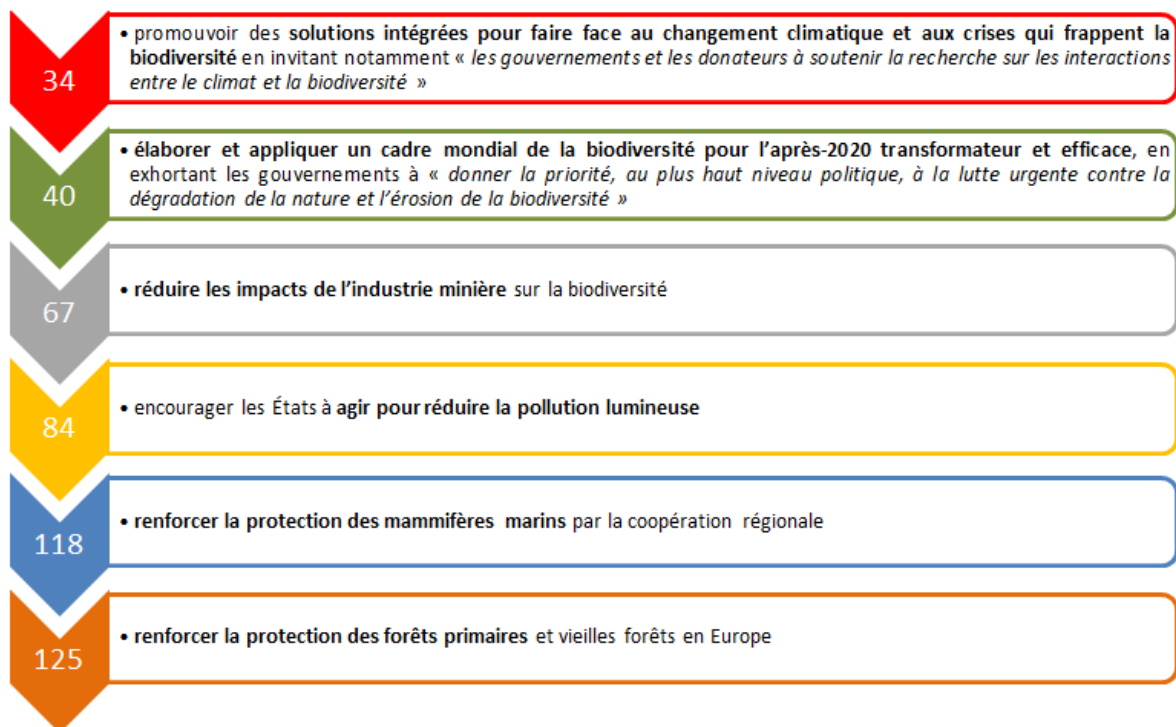 34
• promouvoir des solutions intégrées pour faire face au changement climatique et aux crises qui frappent la
biodiversité en invitant notamment « les gouvernements et les donateurs à soutenir la recherche sur les interactions
entre le climat et la biodiversité »
40
• élaborer et appliquer un cadre mondial de la biodiversité pour l’après-2020 transformateur et efficace, en
exhortant les gouvernements à « donner la priorité, au plus haut niveau politique, à la lutte urgente contre la
dégradation de la nature et l’érosion de la biodiversité »
67
• réduire les impacts de l’industrie minière sur la biodiversité
84
• encourager les États à agir pour réduire la pollution lumineuse
118
• renforcer la protection des mammifères marins par la coopération régionale
125
• renforcer la protection des forêts primaires et vieilles forêts en Europe